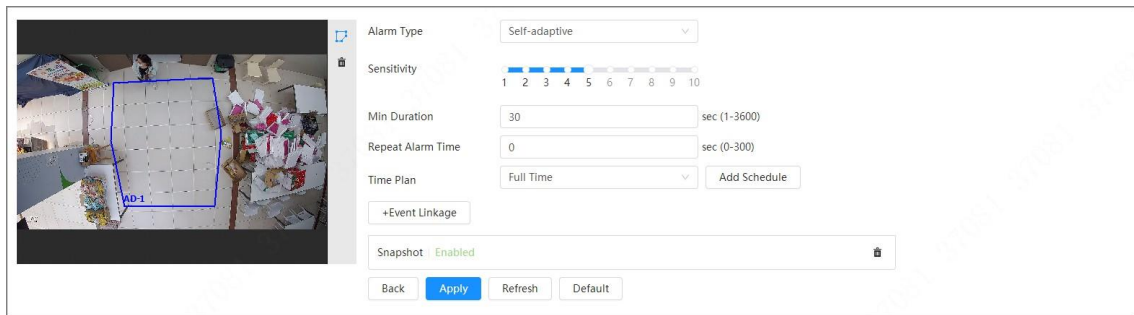 Alarm Type
Self-adaptive
Sensitivity
1 2 3 4 5 6 7 8 9 10
Min Duration 30 sec (1-3600)
Repeat Alarm Time 0 sec (0-300)
Time Plan Full Time Add Schedule
AD-1
+Event Linkage
Snapshot Enabled
Back Apply Refresh Default